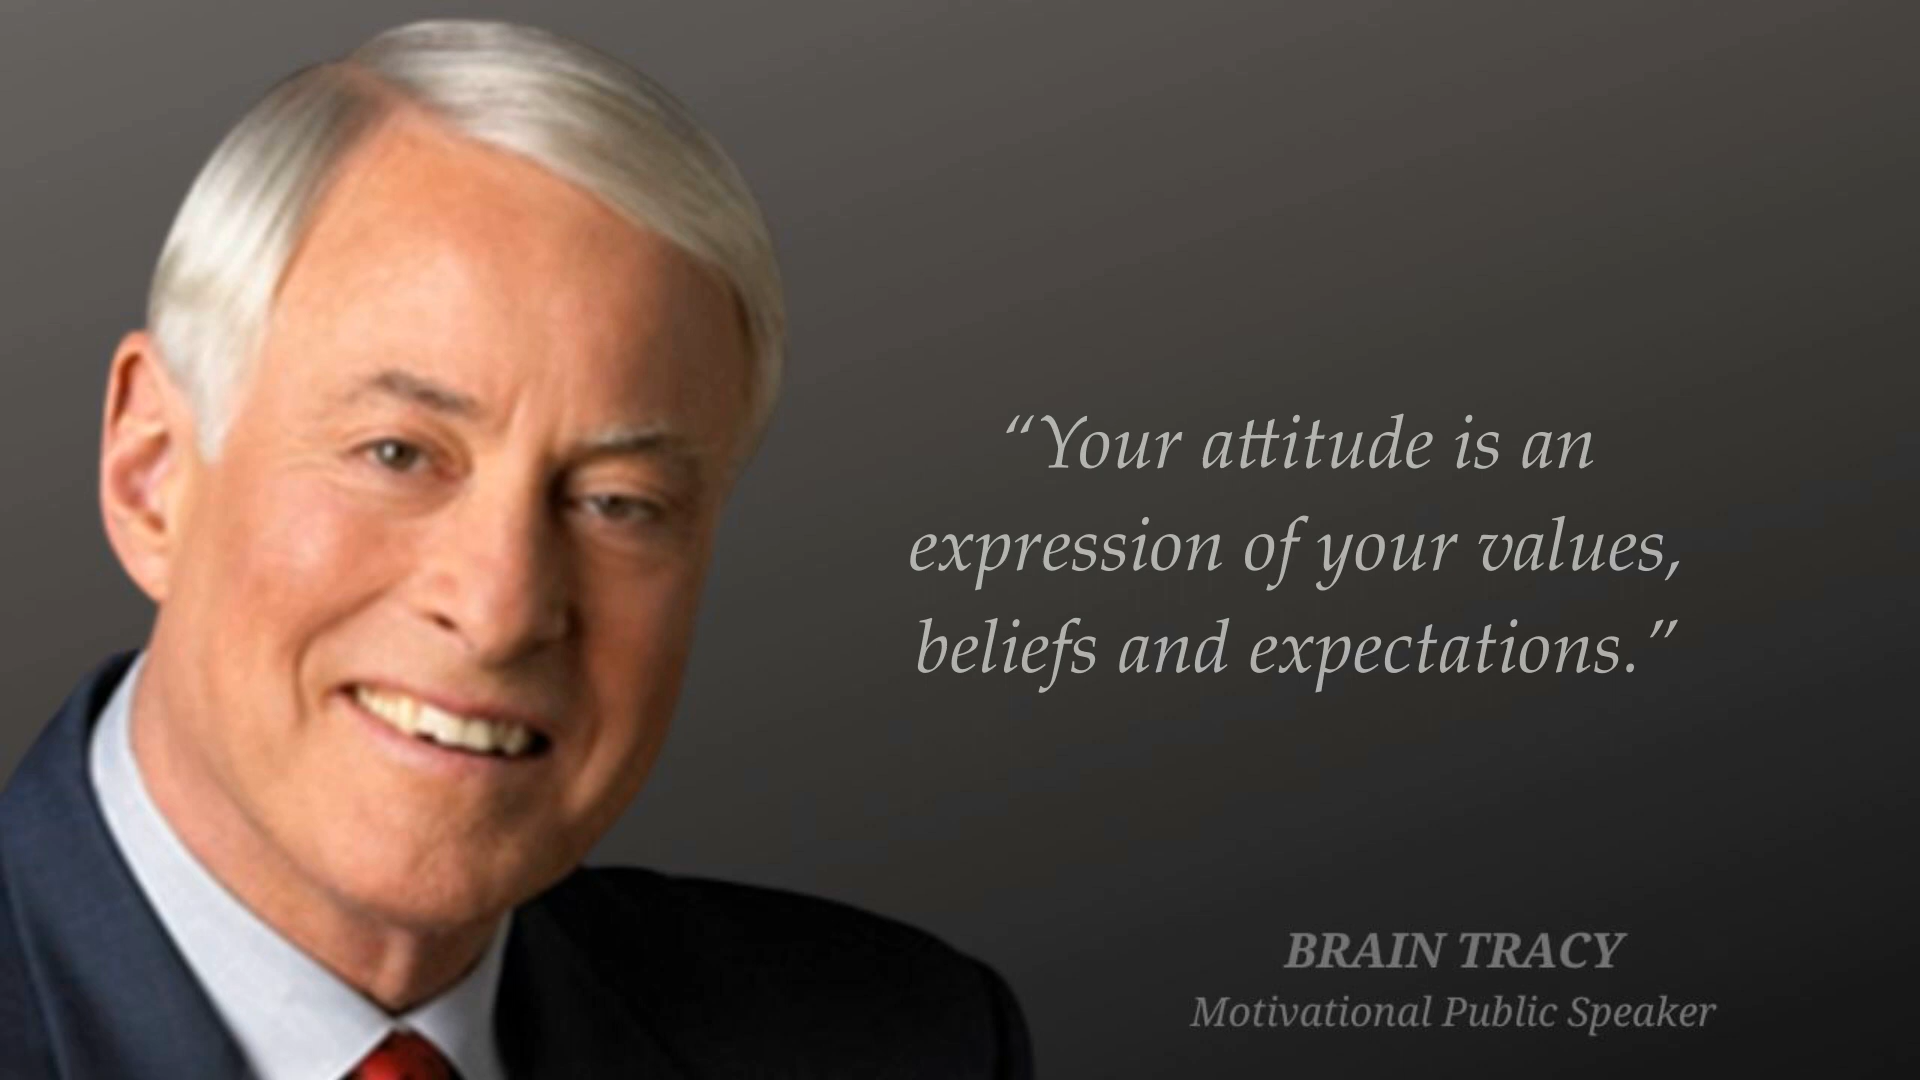 “Your attitude is an
expression of your values,
beliefs and expectations.”
BRAIN TRACY
Motivational Public Speaker